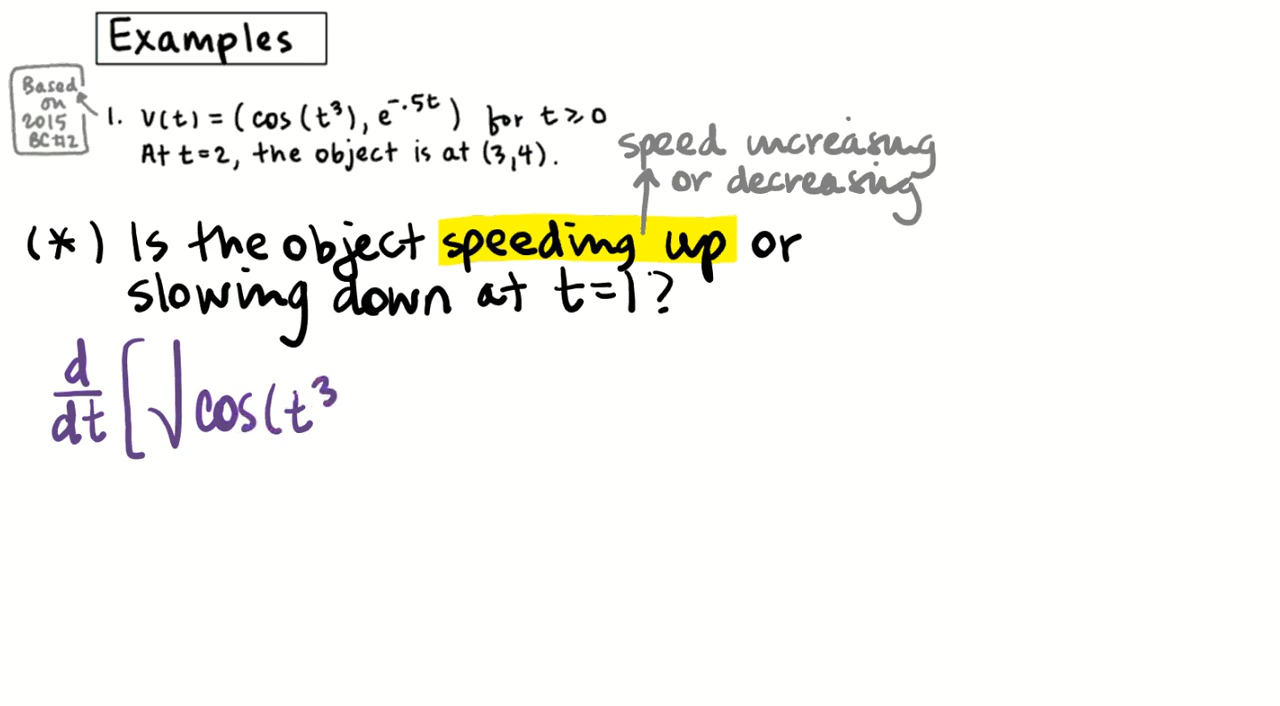 Examples
Based
on
2015
BC#2
1. v(t) = (cos(t³), e^-.5t) for t ≥ 0
At t=2, the object is at (3,4).
speed increasing
or decreasing
(*) Is the object speeding up or
slowing down at t=1?
d/dt [√cos(t³